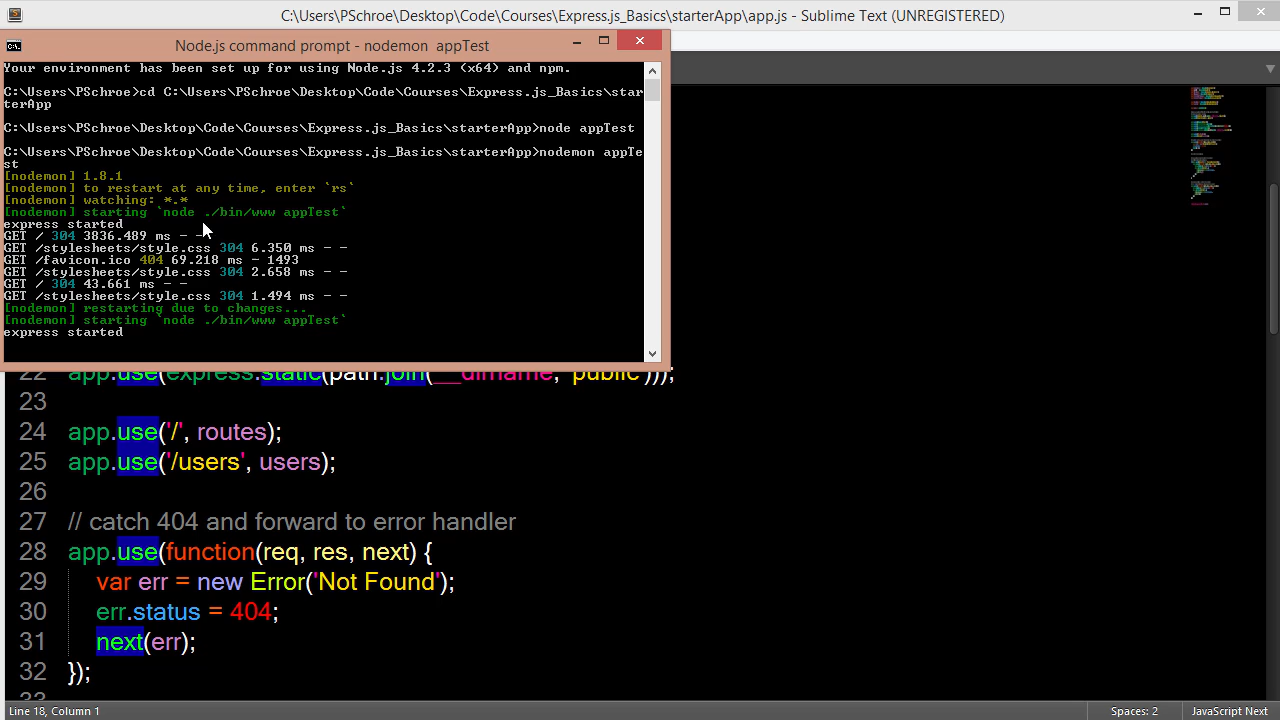 C:\Users\PSchroe\Desktop\Code\Courses\Express.js_Basics\starterApp\app.js - Sublime Text (UNREGISTERED)
Node.js command prompt - nodemon  appTest
Your environment has been set up for using Node.js 4.2.3 (x64) and npm.
C:\Users\PSchroe>cd C:\Users\PSchroe\Desktop\Code\Courses\Express.js_Basics\star
terApp
C:\Users\PSchroe\Desktop\Code\Courses\Express.js_Basics\starterApp>node appTest
C:\Users\PSchroe\Desktop\Code\Courses\Express.js_Basics\starterApp>nodemon appTe
st
[nodemon] 1.8.1
[nodemon] to restart at any time, enter `rs`
[nodemon] watching: *.*
[nodemon] starting `node ./bin/www appTest`
express started
GET / 304 3836.489 ms - -
GET /stylesheets/style.css 304 6.350 ms - -
GET /favicon.ico 404 69.218 ms - 1493
GET /stylesheets/style.css 304 2.658 ms - -
GET / 304 43.661 ms - -
GET /stylesheets/style.css 304 1.494 ms - -
[nodemon] restarting due to changes...
[nodemon] starting `node ./bin/www appTest`
express started
22 app.use(express.static(path.join(__dirname, 'public')));
23
24 app.use('/', routes);
25 app.use('/users', users);
26
27 // catch 404 and forward to error handler
28 app.use(function(req, res, next) {
29 var err = new Error('Not Found');
30 err.status = 404;
31 next(err);
32 });
33
Line 18, Column 1
Spaces: 2
JavaScript Next